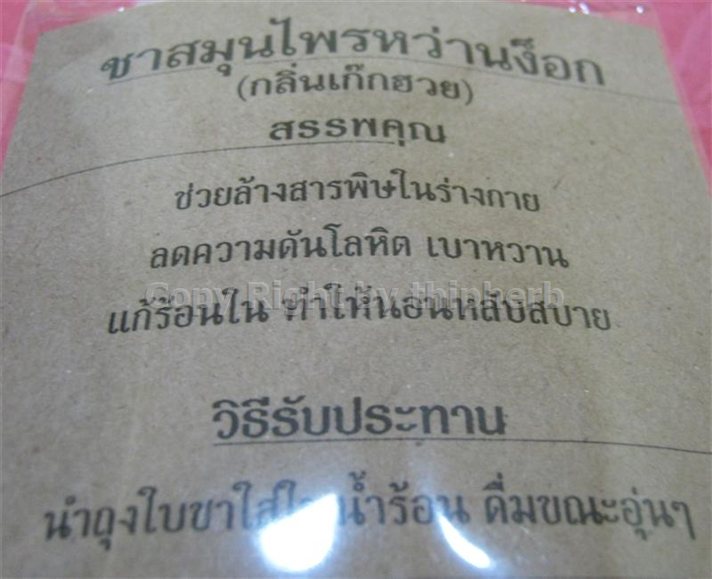 ชาสมุนไพรหว่านง็อก
(กลิ่นเก๊กฮวย)
สรรพคุณ
ช่วยล้างสารพิษในร่างกาย
ลดความดันโลหิต เบาหวาน
Copy Right by thinherb
แก้ร้อนใน ทำให้นอนหลับสบาย
วิธีรับประทาน
นำถุงใบชาใส่ใน น้ำร้อน ดื่มขณะอุ่นๆ